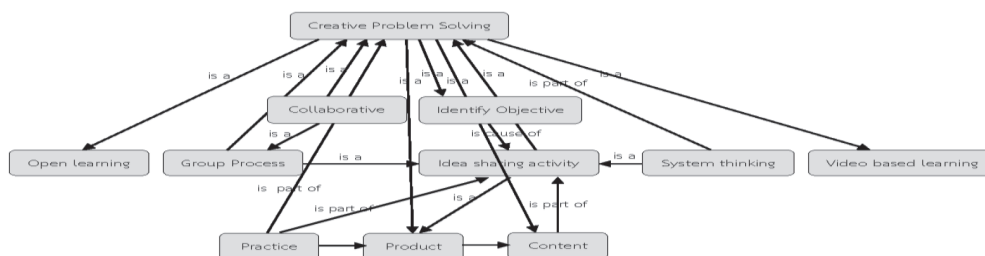 Creative Problem Solving
is a
is a
is a
is a
is a
is a
is a
is part of
is a
Collaborative
Identify Objective
is a
is cause of
Open learning
Group Process
is a
Idea sharing activity
is a
System thinking
Video based learning
is part of
is part of
is a
is part of
Practice
Product
Content